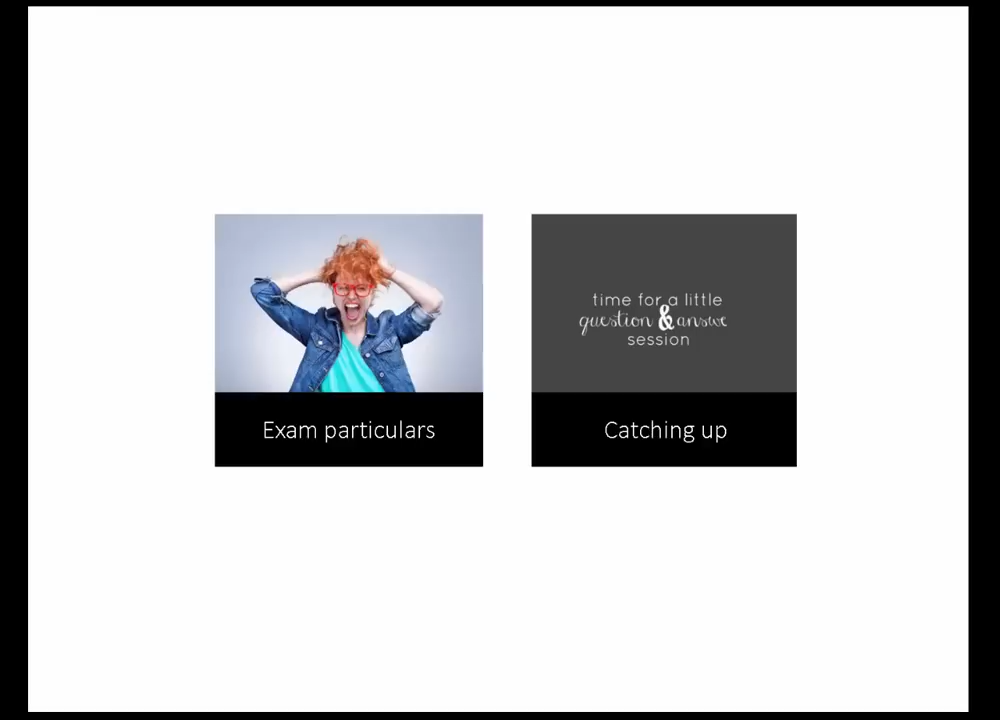 time for a little
question & answe
session
Exam particulars
Catching up